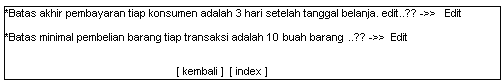 *Batas akhir pembayaran tiap konsumen adalah 3 hari setelah tanggal belanja. edit..?? ->> Edit
*Batas minimal pembelian barang tiap transaksi adalah 10 buah barang ..?? ->> Edit
[ kembali ] [ index ]